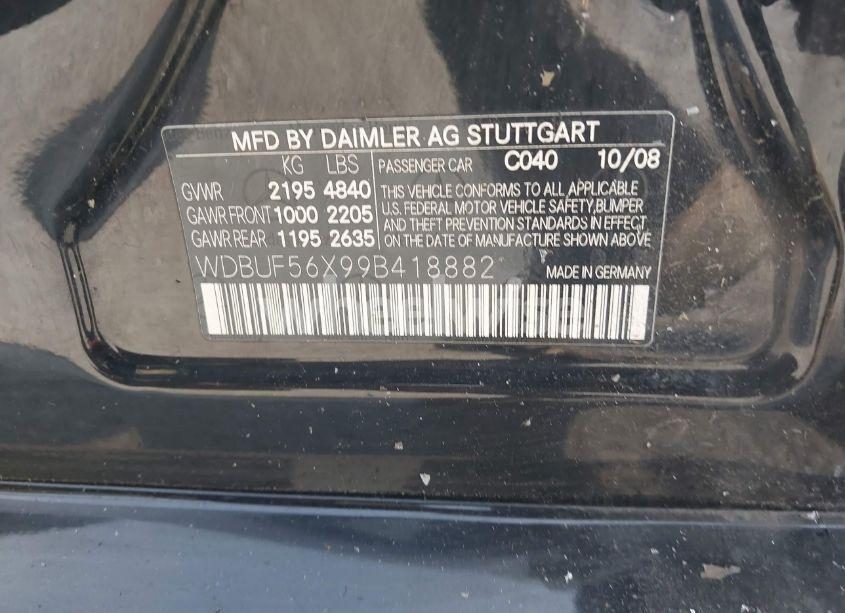 MFD BY DAIMLER AG STUTTGART
KG LBS PASSENGER CAR C040 10/08
GVWR 2195 4840 THIS VEHICLE CONFORMS TO ALL APPLICABLE
GAWR FRONT 1000 2205 U.S. FEDERAL MOTOR VEHICLE SAFETY, BUMPER
GAWR REAR 1195 2635 AND THEFT PREVENTION STANDARDS IN EFFECT
ON THE DATE OF MANUFACTURE SHOWN ABOVE
WDBUF56X99B418882 MADE IN GERMANY